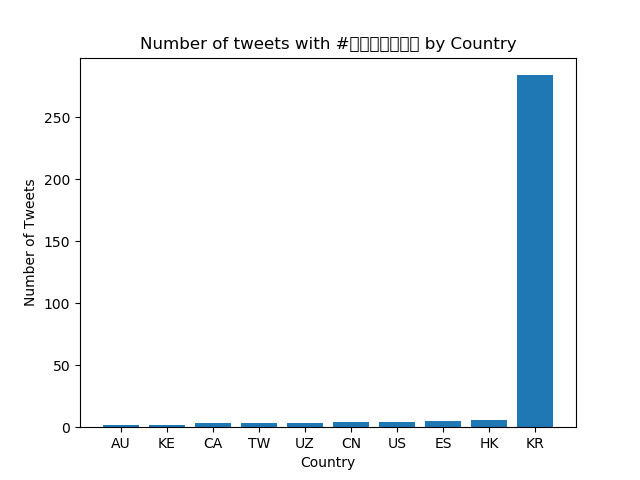 Number of tweets with #▯▯▯▯▯▯▯ by Country
Number of Tweets
250
200
150
100
50
0
AU KE CA TW UZ CN US ES HK KR
Country